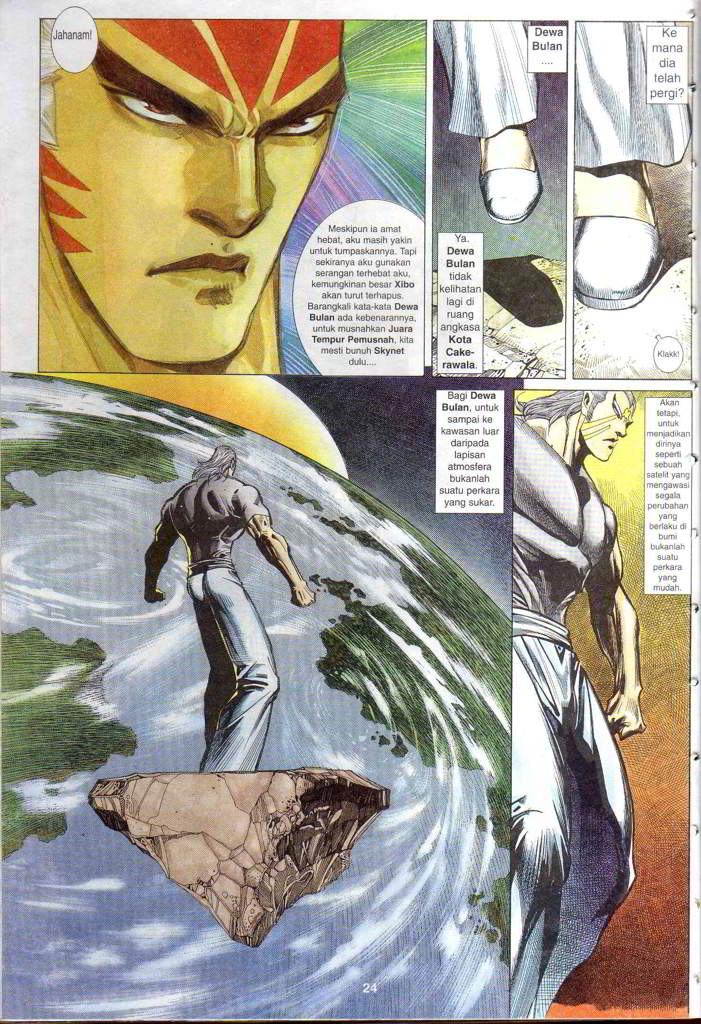 Jahanam!
Meskipun ia amat
hebat, aku masih yakin
untuk tumpaskannya. Tapi
sekiranya aku gunakan
serangan terhebat aku,
kemungkinan besar Xibo
akan turut terhapus.
Barangkali kata-kata Dewa
Bulan ada kebenarannya,
untuk musnahkan Juara
Tempur Pemusnah, kita
mesti bunuh Skynet
dulu....
Dewa
Bulan
....
Ya.
Dewa
Bulan
tidak
kelihatan
lagi di
ruang
angkasa
Kota
Cake-
rawala.
Ke
mana
dia
telah
pergi?
Klakk!
Bagi Dewa
Bulan, untuk
sampai ke
kawasan luar
daripada
lapisan
atmosfera
bukanlah
suatu perkara
yang sukar.
Akan
tetapi,
untuk
menjadikan
dirinya
seperti
sebuah
satelit yang
mengawasi
segala
perubahan
yang
berlaku di
bumi
bukanlah
suatu
perkara
yang
mudah.
24